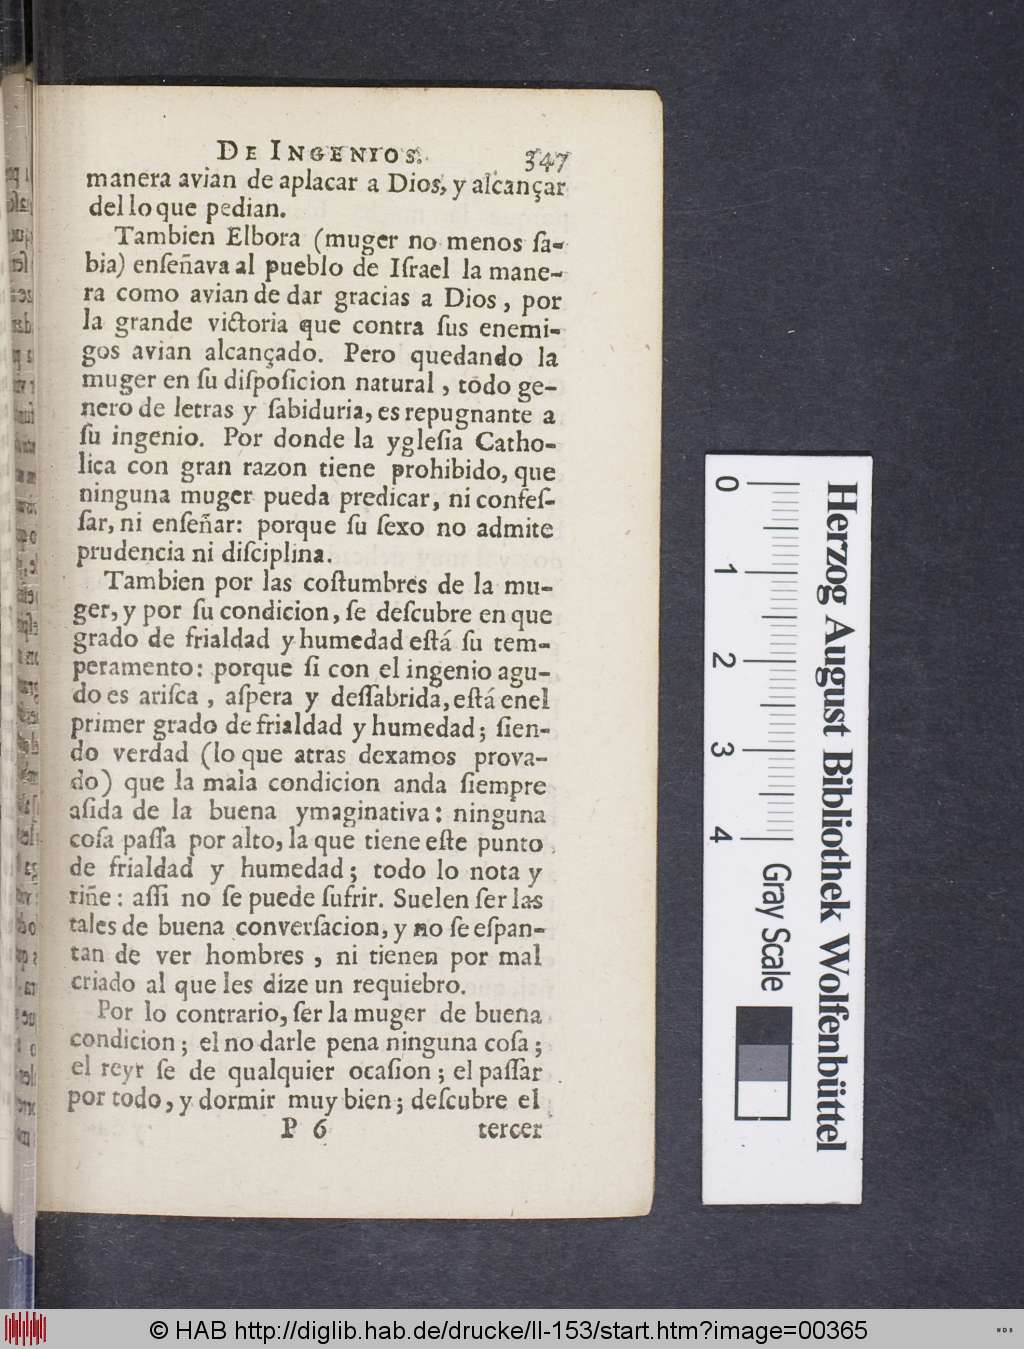 De Ingenios. 347
manera avian de aplacar a Dios, y alcançar
del lo que pedian.
Tambien Elbora (muger no menos ſa-
bia) enſeñava al pueblo de Iſrael la mane-
ra como avian de dar gracias a Dios, por
la grande victoria que contra ſus enemi-
gos avian alcançado. Pero quedando la
muger en ſu diſpoſicion natural, todo ge-
nero de letras y ſabiduria, es repugnante a
ſu ingenio. Por donde la ygleſia Catho-
lica con gran razon tiene prohibido, que
ninguna muger pueda predicar, ni confeſ-
ſar, ni enſeñar: porque ſu ſexo no admite
prudencia ni diſciplina.
Tambien por las coſtumbres de la mu-
ger, y por ſu condicion, ſe deſcubre en que
grado de frialdad y humedad eſtá ſu tem-
peramento: porque ſi con el ingenio agu-
do es ariſca, aſpera y deſſabrida, eſtá enel
primer grado de frialdad y humedad; ſien-
do verdad (lo que atras dexamos prova-
do) que la mala condicion anda ſiempre
aſida de la buena ymaginativa: ninguna
coſa paſſa por alto, la que tiene eſte punto
de frialdad y humedad; todo lo nota y
riñe: aſſi no ſe puede ſufrir. Suelen ſer las
tales de buena converſacion, y no ſe eſpan-
tan de ver hombres, ni tienen por mal
criado al que les dize un requiebro.
Por lo contrario, ſer la muger de buena
condicion; el no darle pena ninguna coſa;
el reyr ſe de qualquier ocaſion; el paſſar
por todo, y dormir muy bien; deſcubre el
P 6 tercer
Herzog August Bibliothek Wolfenbüttel
0 1 2 3 4
Gray Scale
© HAB http://diglib.hab.de/drucke/ll-153/start.htm?image=00365